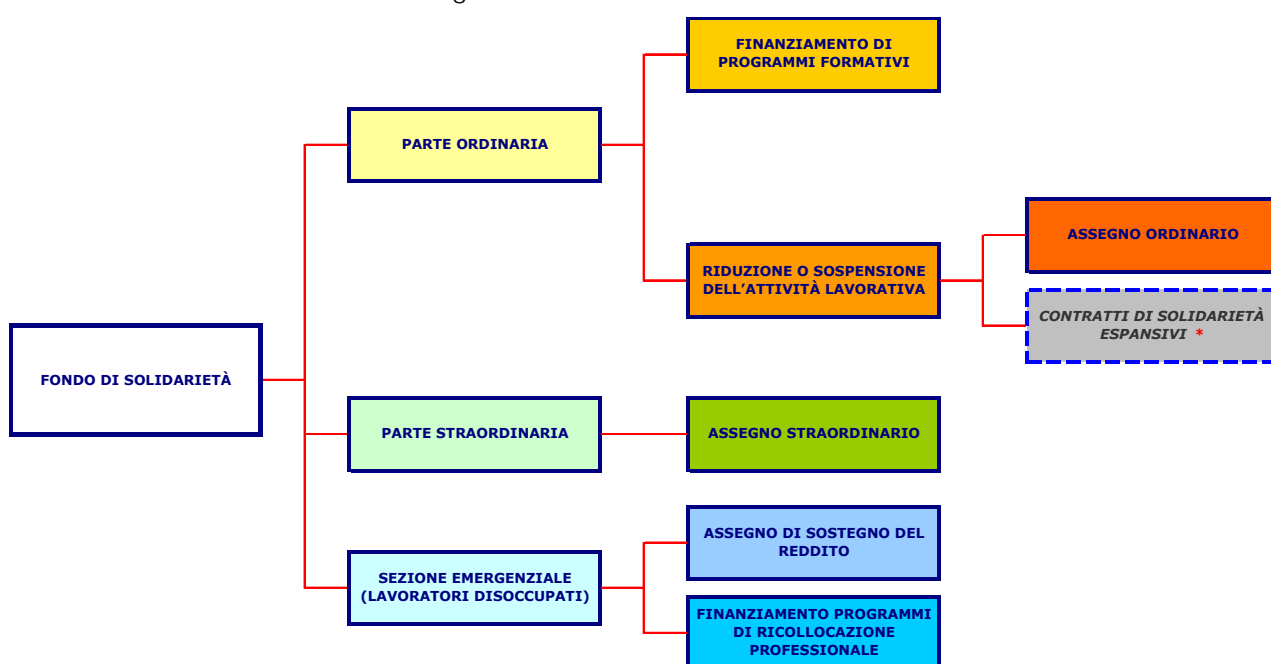 FINANZIAMENTO DI
PROGRAMMI FORMATIVI
PARTE ORDINARIA
ASSEGNO ORDINARIO
RIDUZIONE O SOSPENSIONE
DELL'ATTIVITÀ LAVORATIVA
CONTRATTI DI SOLIDARIETÀ
ESPANSIVI *
FONDO DI SOLIDARIETÀ
PARTE STRAORDINARIA
ASSEGNO STRAORDINARIO
ASSEGNO DI SOSTEGNO DEL
REDDITO
SEZIONE EMERGENZIALE
(LAVORATORI DISOCCUPATI)
FINANZIAMENTO PROGRAMMI
DI RICOLLOCAZIONE
PROFESSIONALE